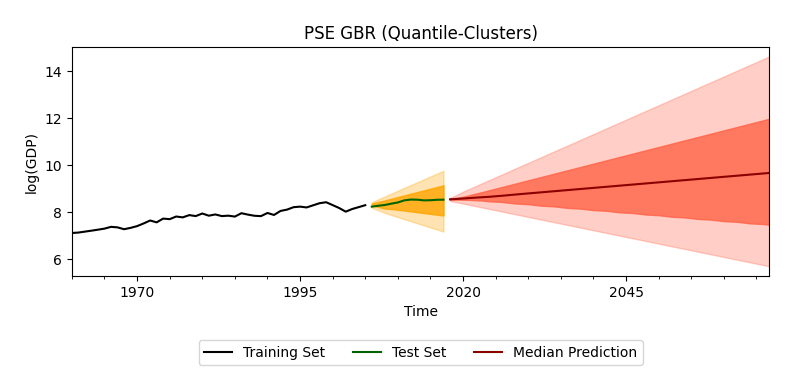 PSE GBR (Quantile-Clusters)
log(GDP)
14
12
10
8
6
1970 1995 2020 2045
Time
Training Set Test Set Median Prediction